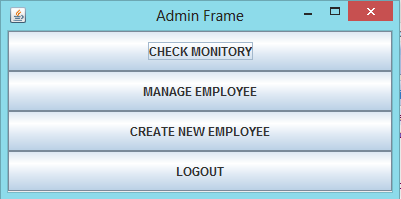 Admin Frame
CHECK MONITORY
MANAGE EMPLOYEE
CREATE NEW EMPLOYEE
LOGOUT